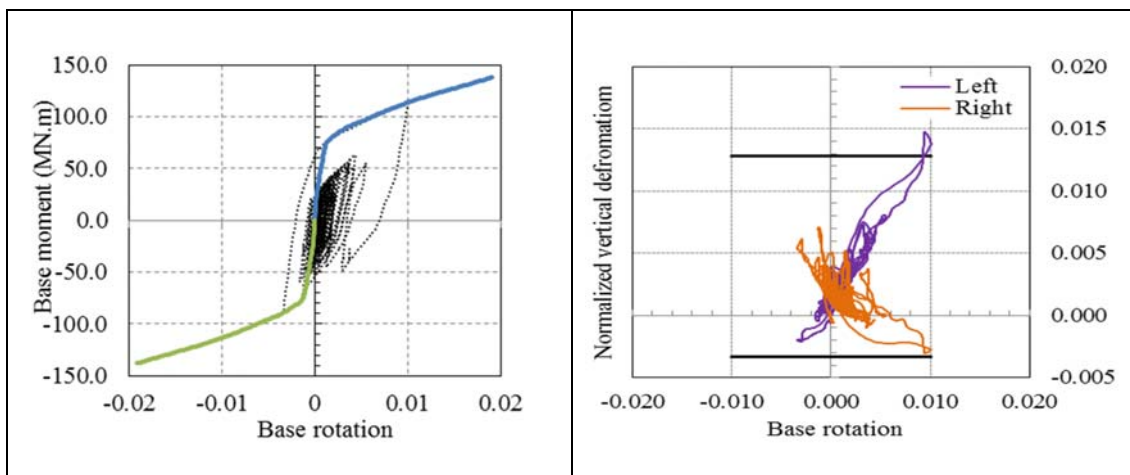 150.0
100.0
50.0
0.0
-50.0
-100.0
-150.0
Base moment (MN.m)
-0.02 -0.01 0 0.01 0.02
Base rotation
Left
Right
0.020
0.015
0.010
0.005
0.000
-0.005
Normalized vertical defromatiom
-0.020 -0.010 0.000 0.010 0.020
Base rotation